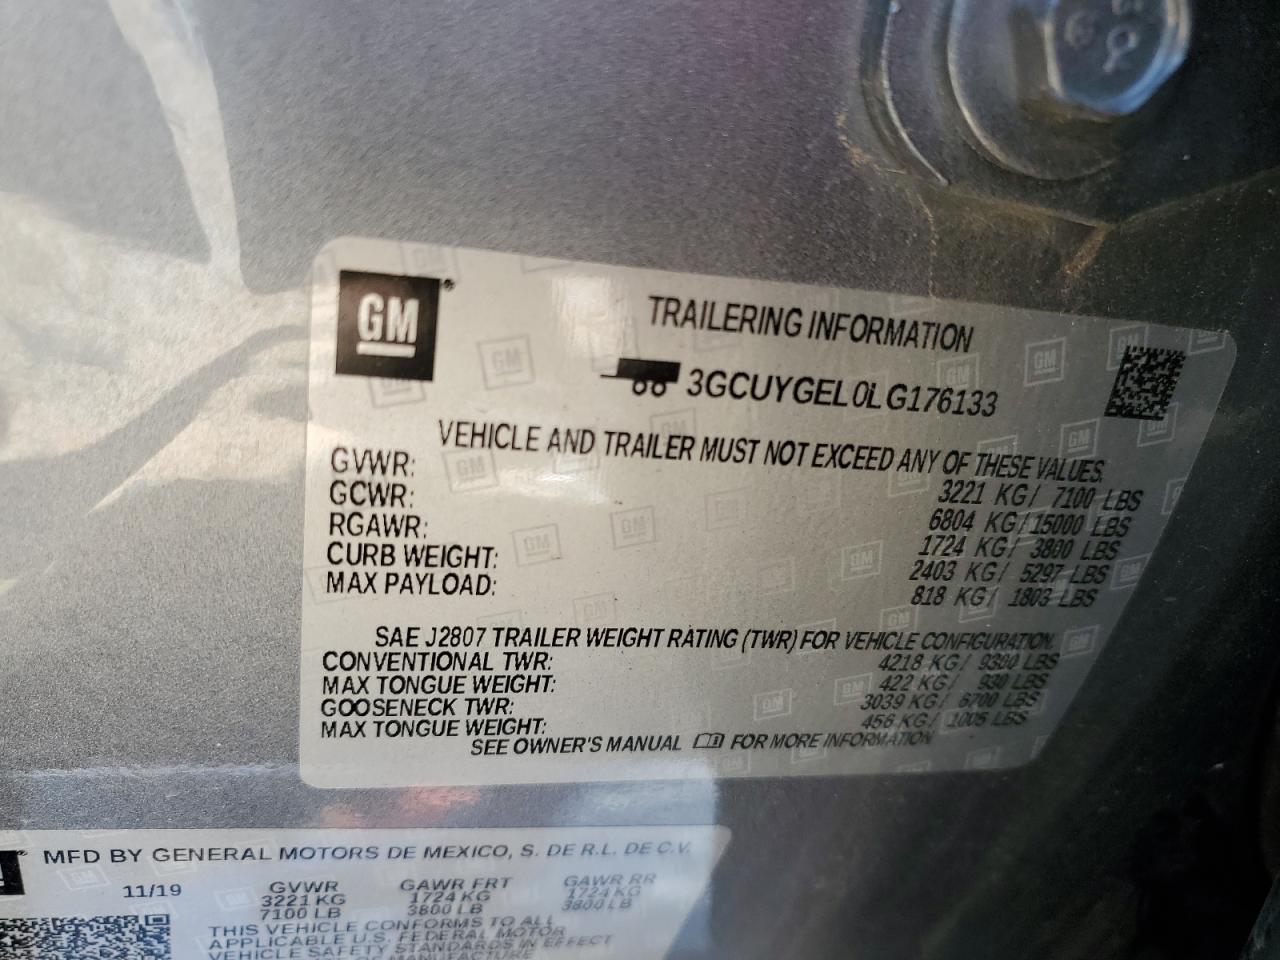 GM®
TRAILERING INFORMATION
3GCUYGEL0LG176133
VEHICLE AND TRAILER MUST NOT EXCEED ANY OF THESE VALUES.
GVWR: 3221 KG/ 7100 LBS
GCWR: 6804 KG/15000 LBS
RGAWR: 1724 KG/ 3800 LBS
CURB WEIGHT: 2403 KG/ 5297 LBS
MAX PAYLOAD: 818 KG/ 1803 LBS
SAE J2807 TRAILER WEIGHT RATING (TWR) FOR VEHICLE CONFIGURATION.
CONVENTIONAL TWR: 4218 KG/ 9300 LBS
MAX TONGUE WEIGHT: 422 KG/ 930 LBS
GOOSENECK TWR: 3039 KG/ 6700 LBS
MAX TONGUE WEIGHT: 456 KG/ 1005 LBS
SEE OWNER'S MANUAL FOR MORE INFORMATION
MFD BY GENERAL MOTORS DE MEXICO, S. DE R.L. DE C.V.
11/19 GVWR GAWR FRT GAWR RR
3221 KG 1724 KG 1724 KG
7100 LB 3800 LB 3800 LB
THIS VEHICLE CONFORMS TO ALL
APPLICABLE U.S. FEDERAL MOTOR
VEHICLE SAFETY STANDARDS IN EFFECT
OF MANUFACTURE